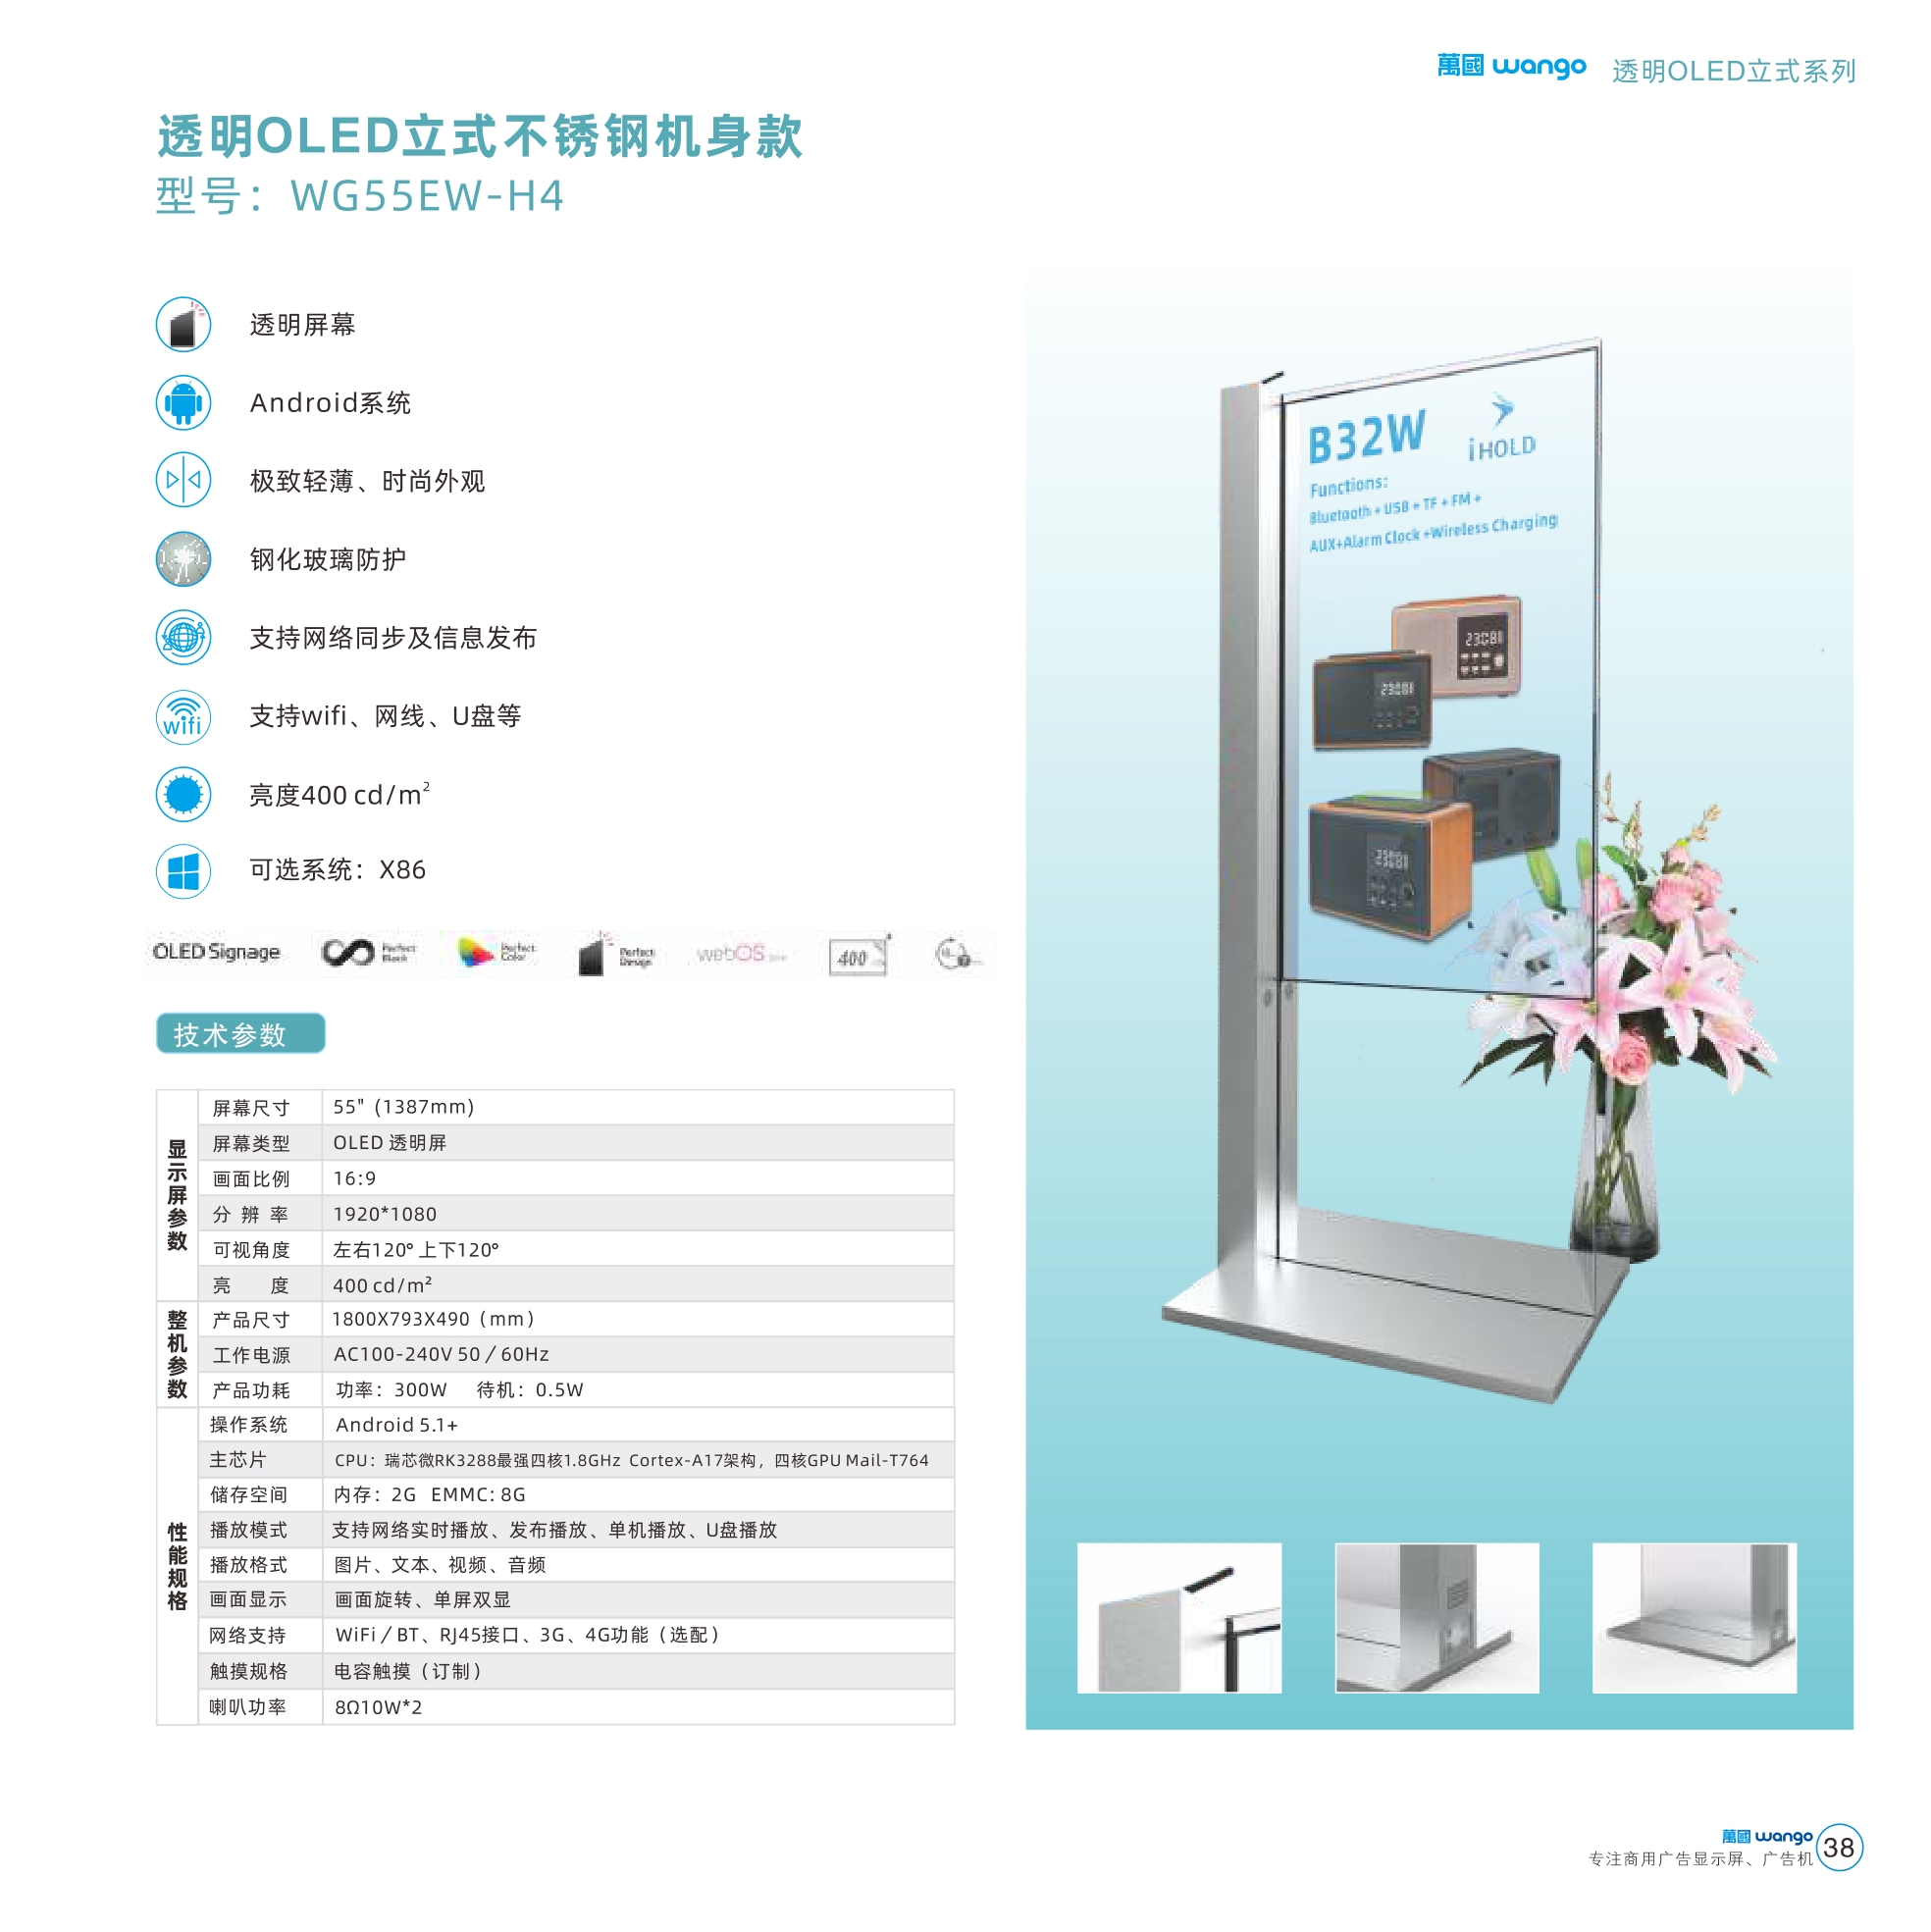 萬國 wango 透明OLED立式系列
透明OLED立式不锈钢机身款
型号：WG55EW-H4
透明屏幕
Android系统
极致轻薄、时尚外观
钢化玻璃防护
支持网络同步及信息发布
wifi
支持wifi、网线、U盘等
亮度400 cd/m²
可选系统：X86
OLED Signage
Perfect Black
Perfect Color
Perfect Design
webOS
400
技术参数
显示屏参数
屏幕尺寸 55" (1387mm)
屏幕类型 OLED 透明屏
画面比例 16:9
分 辨 率 1920*1080
可视角度 左右120° 上下120°
亮 度 400 cd/m²
整机参数
产品尺寸 1800X793X490（mm）
工作电源 AC100-240V 50／60Hz
产品功耗 功率：300W 待机：0.5W
性能规格
操作系统 Android 5.1+
主芯片 CPU：瑞芯微RK3288最强四核1.8GHz Cortex-A17架构，四核GPU Mail-T764
储存空间 内存：2G EMMC: 8G
播放模式 支持网络实时播放、发布播放、单机播放、U盘播放
播放格式 图片、文本、视频、音频
画面显示 画面旋转、单屏双显
网络支持 WiFi／BT、RJ45接口、3G、4G功能（选配）
触摸规格 电容触摸（订制）
喇叭功率 8Ω10W*2
B32W
iHOLD
Functions:
Bluetooth + USB + TF + FM +
AUX+Alarm Clock +Wireless Charging
萬國 wango
专注商用广告显示屏、广告机
38